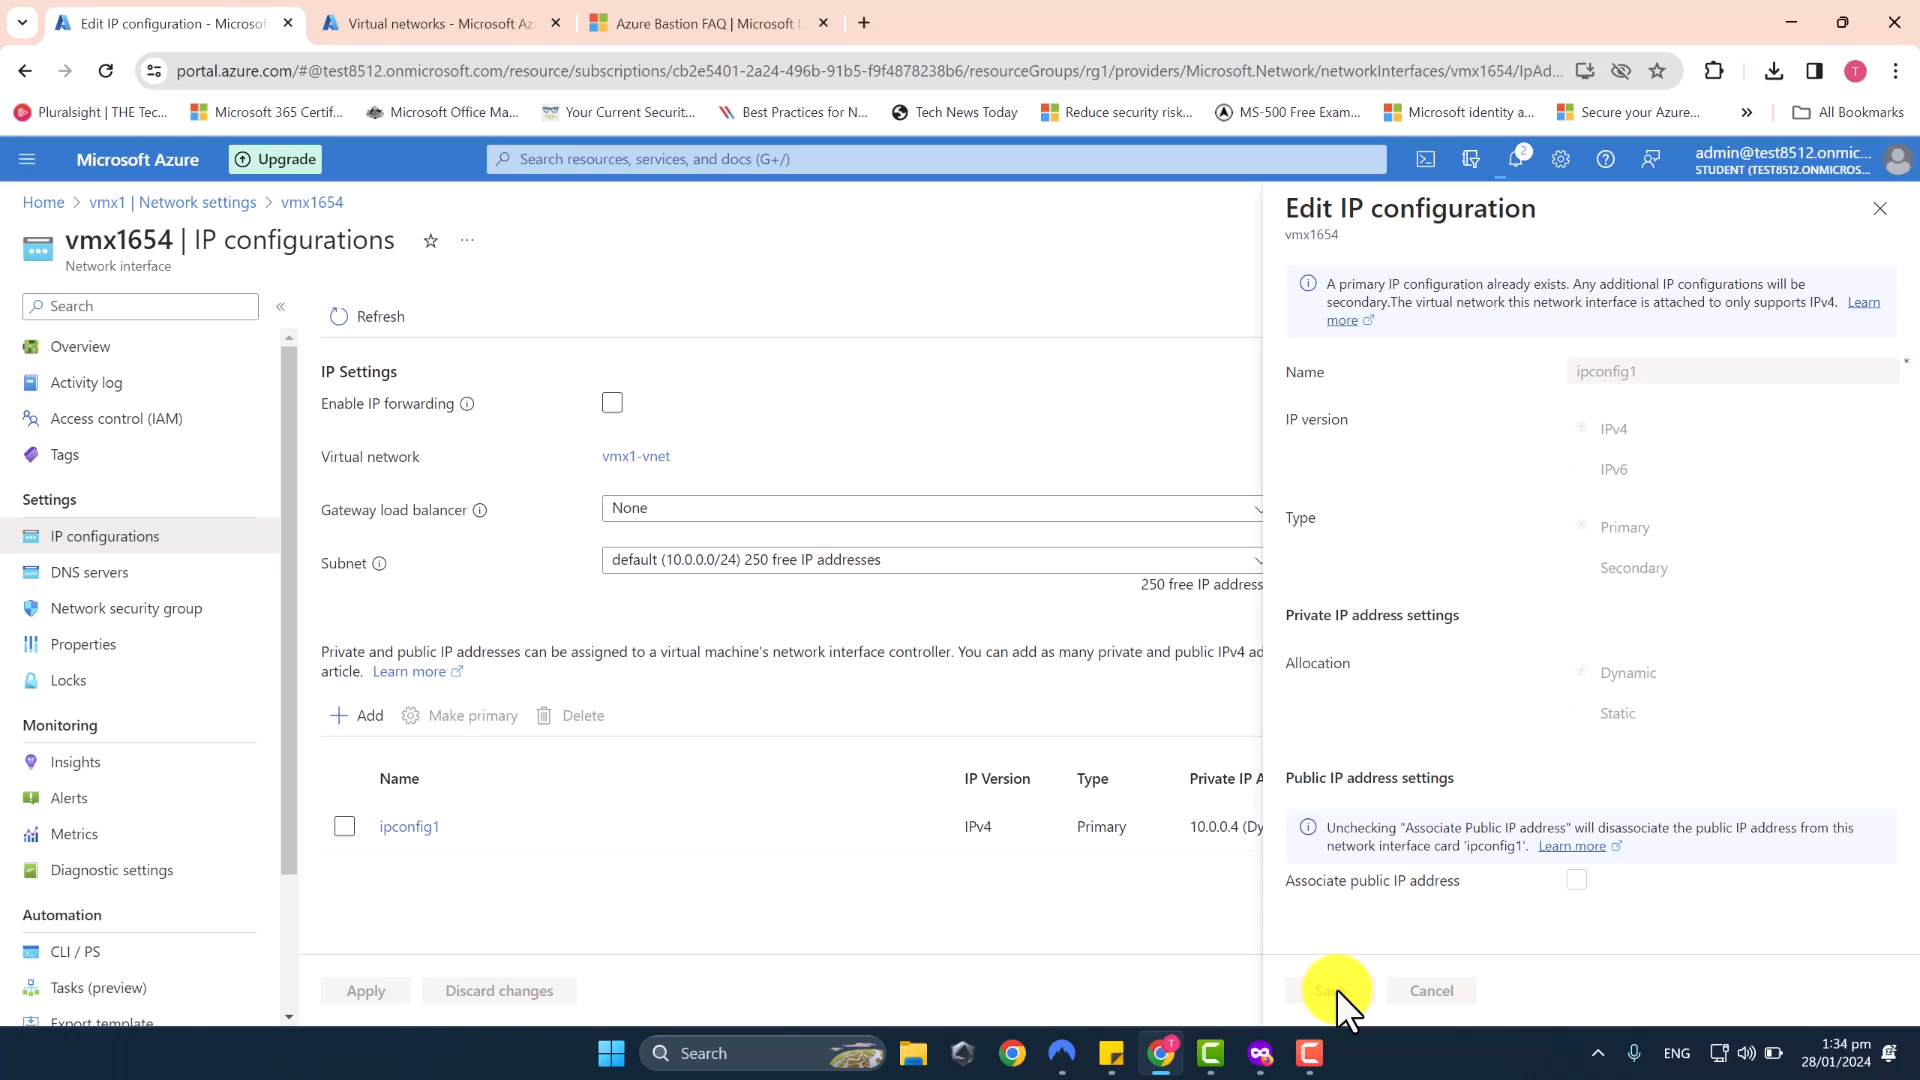 Edit IP configuration - Microsof
Virtual networks - Microsoft Az
Azure Bastion FAQ | Microsoft L
portal.azure.com/#@test8512.onmicrosoft.com/resource/subscriptions/cb2e5401-2a24-496b-91b5-f9f4878238b6/resourceGroups/rg1/providers/Microsoft.Network/networkInterfaces/vmx1654/IpAd...
T
Pluralsight | THE Tec...
Microsoft 365 Certif...
Microsoft Office Ma...
Your Current Securit...
Best Practices for N...
Tech News Today
Reduce security risk...
MS-500 Free Exam...
Microsoft identity a...
Secure your Azure...
»
All Bookmarks
Microsoft Azure
Upgrade
Search resources, services, and docs (G+/)
2
admin@test8512.onmic...
STUDENT (TEST8512.ONMICROS...
Home > vmx1 | Network settings > vmx1654
vmx1654 | IP configurations
Network interface
Search
Overview
Activity log
Access control (IAM)
Tags
Settings
IP configurations
DNS servers
Network security group
Properties
Locks
Monitoring
Insights
Alerts
Metrics
Diagnostic settings
Automation
CLI / PS
Tasks (preview)
Export template
Refresh
IP Settings
Enable IP forwarding
Virtual network
vmx1-vnet
Gateway load balancer
None
Subnet
default (10.0.0.0/24) 250 free IP addresses
250 free IP address
Private and public IP addresses can be assigned to a virtual machine's network interface controller. You can add as many private and public IPv4 ad
article. Learn more
Add
Make primary
Delete
Name
IP Version
Type
Private IP A
ipconfig1
IPv4
Primary
10.0.0.4 (Dy
Apply
Discard changes
Edit IP configuration
vmx1654
A primary IP configuration already exists. Any additional IP configurations will be
secondary.The virtual network this network interface is attached to only supports IPv4. Learn
more
Name
ipconfig1
*
IP version
IPv4
IPv6
Type
Primary
Secondary
Private IP address settings
Allocation
Dynamic
Static
Public IP address settings
Unchecking "Associate Public IP address" will disassociate the public IP address from this
network interface card 'ipconfig1'. Learn more
Associate public IP address
Save
Cancel
Search
T
ENG
1:34 pm
28/01/2024